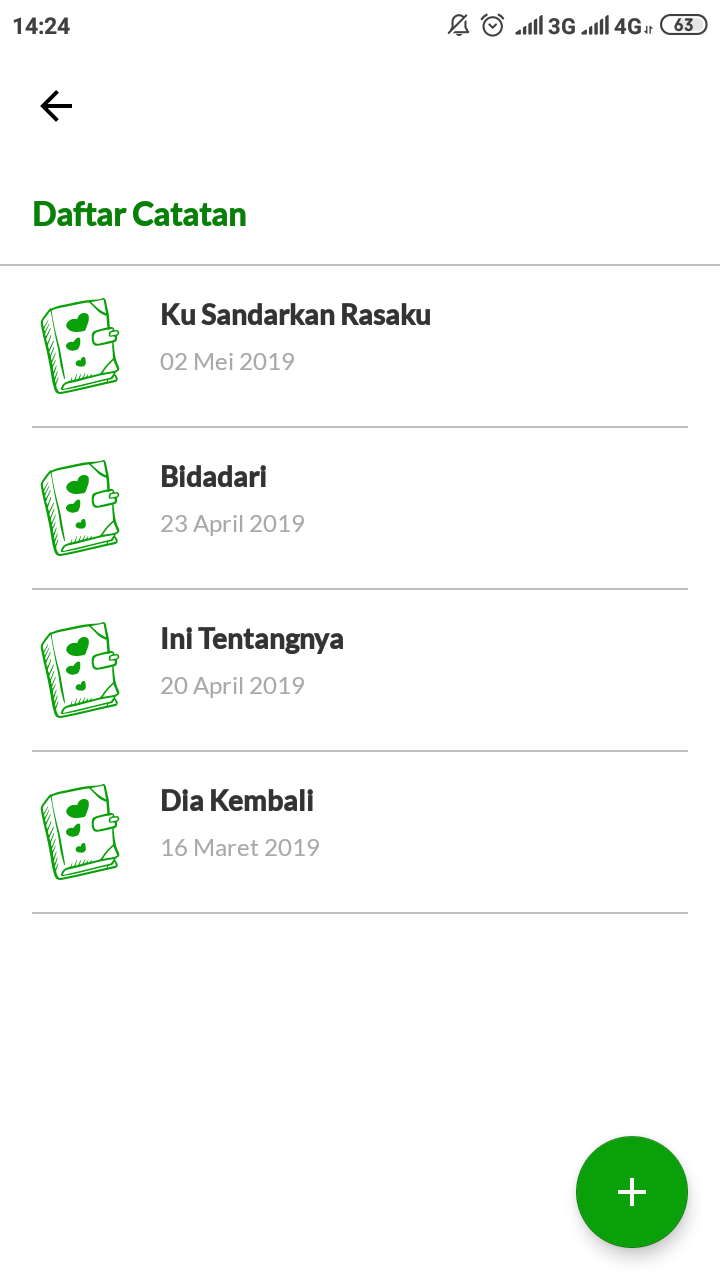 14:24
3G 4G 63
Daftar Catatan
Ku Sandarkan Rasaku
02 Mei 2019
Bidadari
23 April 2019
Ini Tentangnya
20 April 2019
Dia Kembali
16 Maret 2019